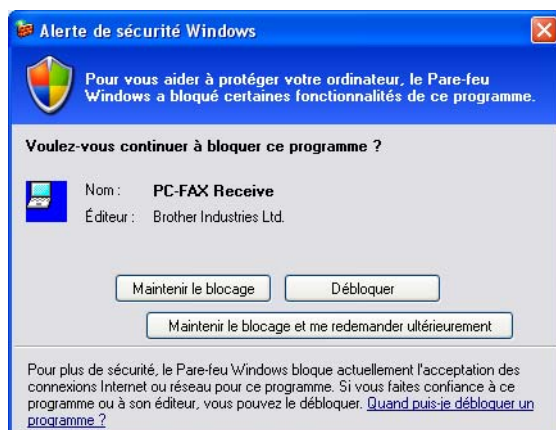 Alerte de sécurité Windows
Pour vous aider à protéger votre ordinateur, le Pare-feu
Windows a bloqué certaines fonctionnalités de ce programme.
Voulez-vous continuer à bloquer ce programme ?
Nom : PC-FAX Receive
Éditeur : Brother Industries Ltd.
Maintenir le blocage Débloquer
Maintenir le blocage et me redemander ultérieurement
Pour plus de sécurité, le Pare-feu Windows bloque actuellement l'acceptation des
connexions Internet ou réseau pour ce programme. Si vous faites confiance à ce
programme ou à son éditeur, vous pouvez le débloquer. Quand puis-je débloquer un
programme ?